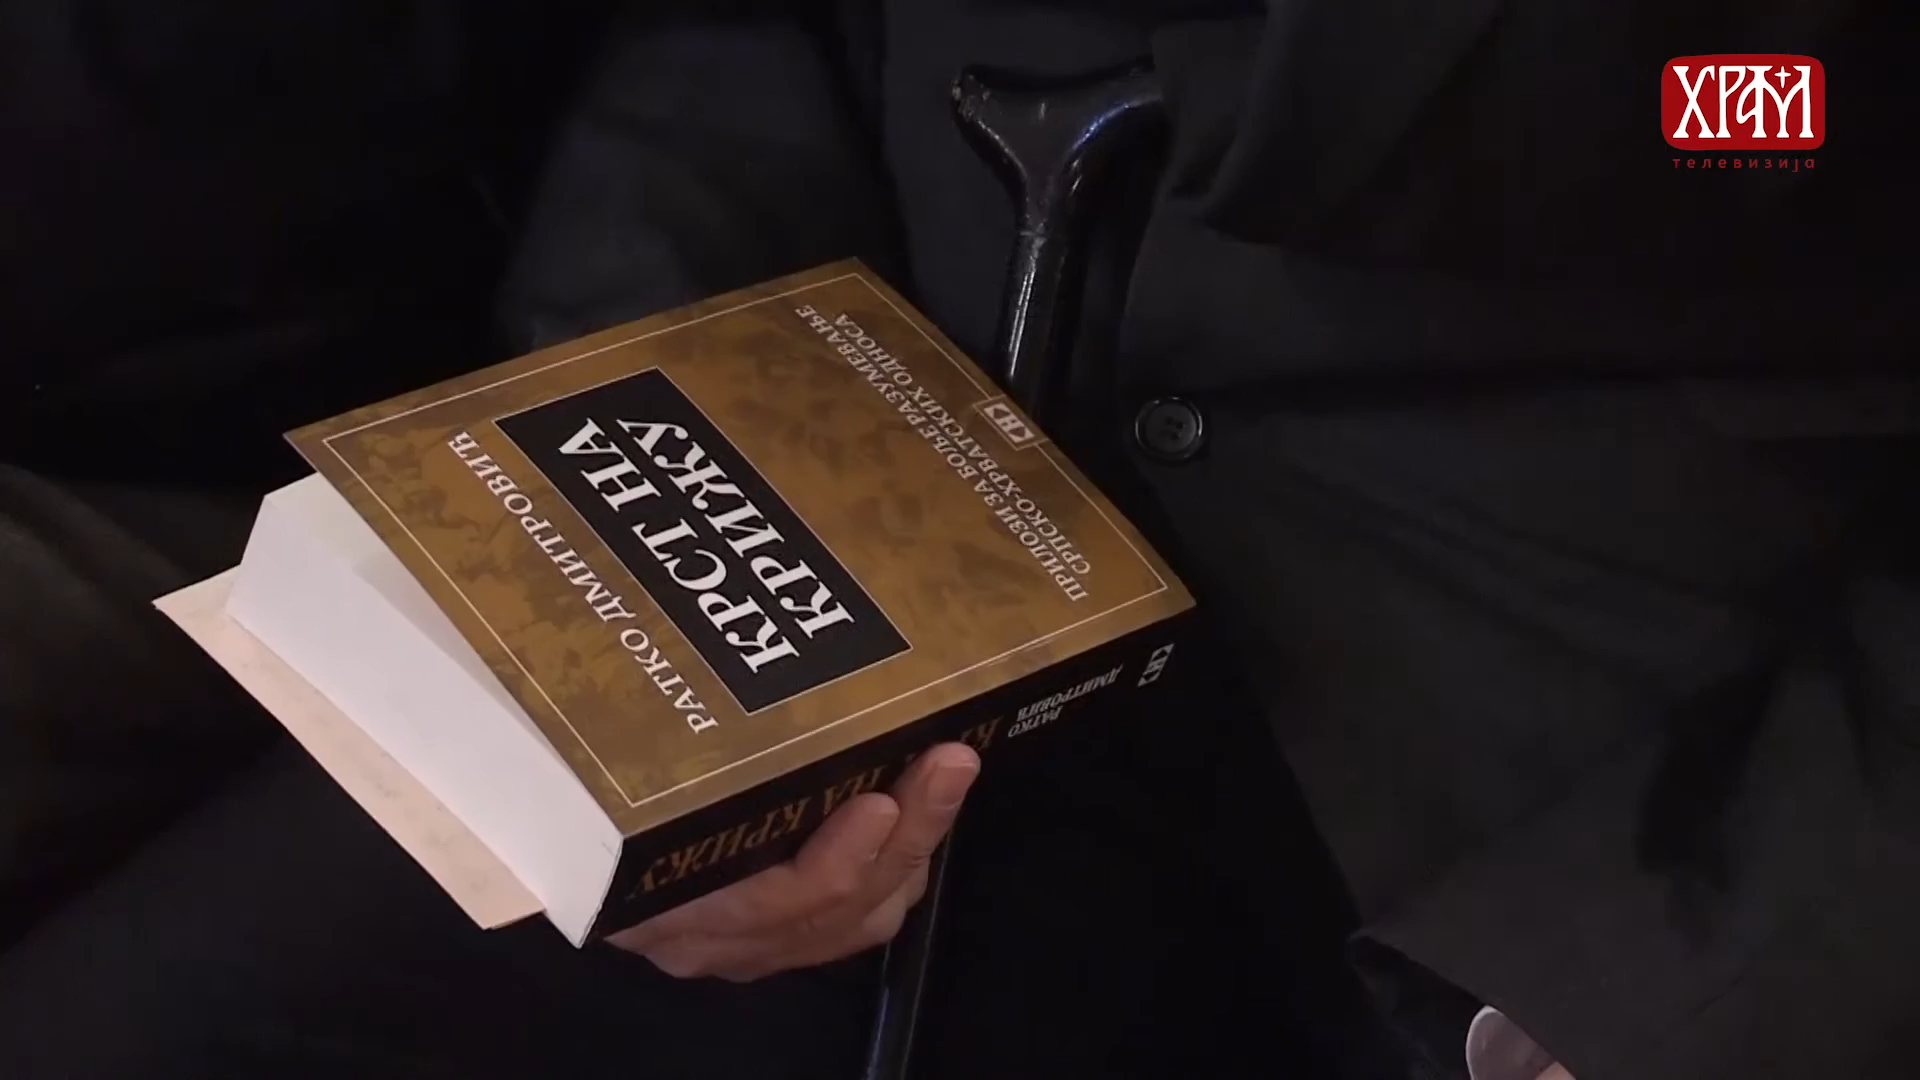 ХРАМ
телевизија
РАТКО ДМИТРОВИЋ
КРСТ НА
КРИЖУ
ПРИЛОЗИ ЗА БОЉЕ РАЗУМЕВАЊЕ
СРПСКО-ХРВАТСКИХ ОДНОСА
РАТКО
ДМИТРОВИЋ
НА КРИЖУ